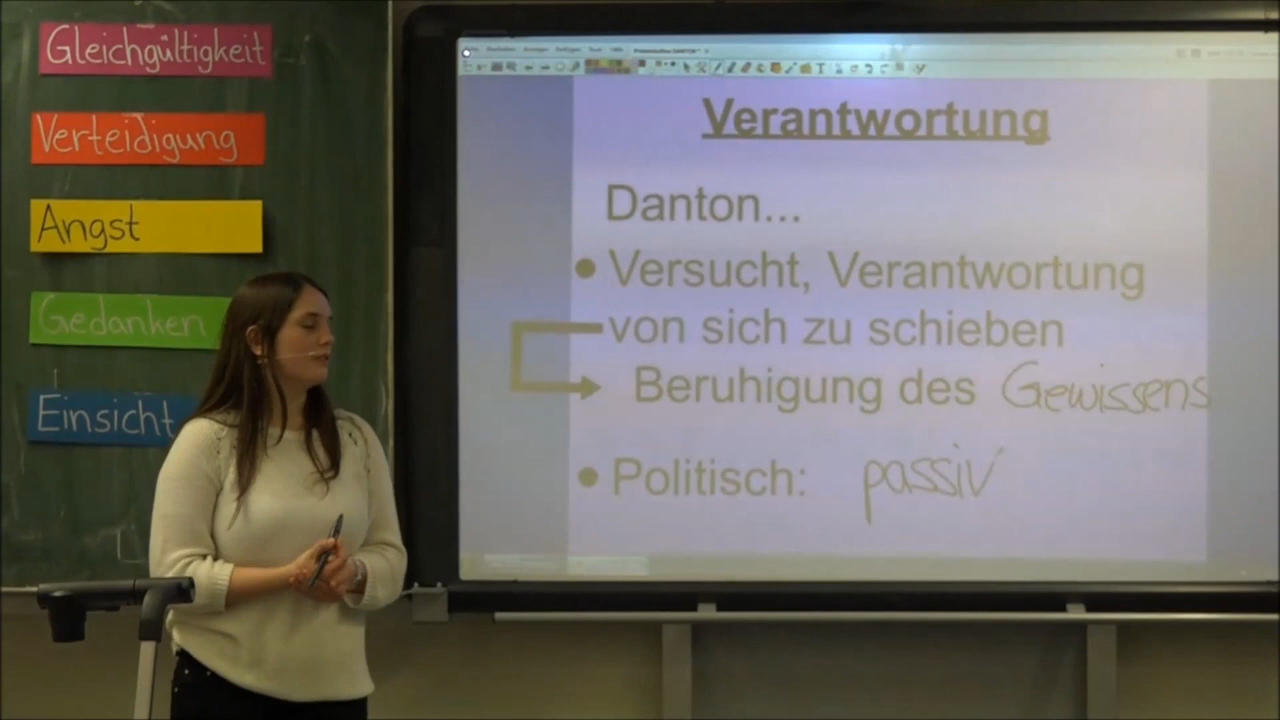 Gleichgültigkeit
Verteidigung
Angst
Gedanken
Einsicht
Verantwortung
Danton...
• Versucht, Verantwortung
von sich zu schieben
Beruhigung des Gewissens
• Politisch: passiv